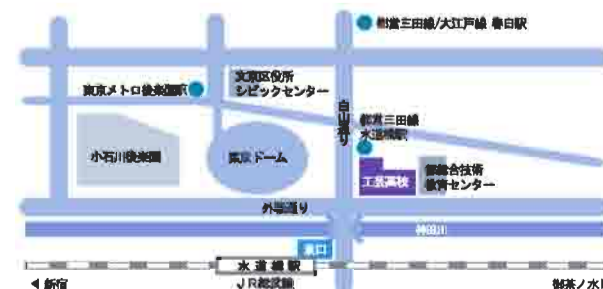 都営三田線/大江戸線 春日駅
文京区役所
シビックセンター
東京メトロ後楽園駅
白山通り
都営三田線
水道橋駅
小石川後楽園
東京ドーム
工芸高校
都総合技術
教育センター
外堀通り
神田川
東口
水道橋駅
JR総武線
◀ 新宿
御茶ノ水